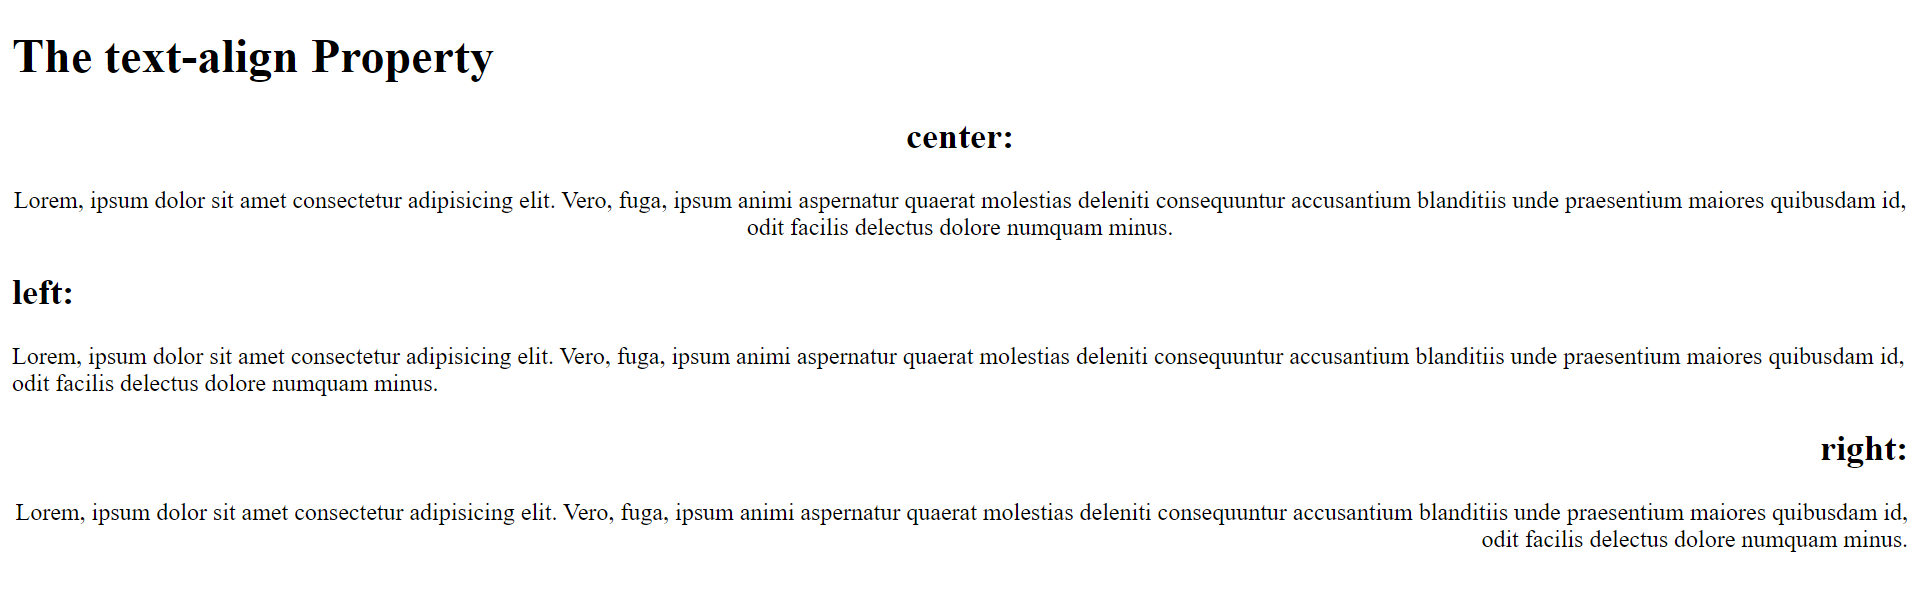 The text-align Property
center:
Lorem, ipsum dolor sit amet consectetur adipisicing elit. Vero, fuga, ipsum animi aspernatur quaerat molestias deleniti consequuntur accusantium blanditiis unde praesentium maiores quibusdam id,
odit facilis delectus dolore numquam minus.
left:
Lorem, ipsum dolor sit amet consectetur adipisicing elit. Vero, fuga, ipsum animi aspernatur quaerat molestias deleniti consequuntur accusantium blanditiis unde praesentium maiores quibusdam id,
odit facilis delectus dolore numquam minus.
right:
Lorem, ipsum dolor sit amet consectetur adipisicing elit. Vero, fuga, ipsum animi aspernatur quaerat molestias deleniti consequuntur accusantium blanditiis unde praesentium maiores quibusdam id,
odit facilis delectus dolore numquam minus.